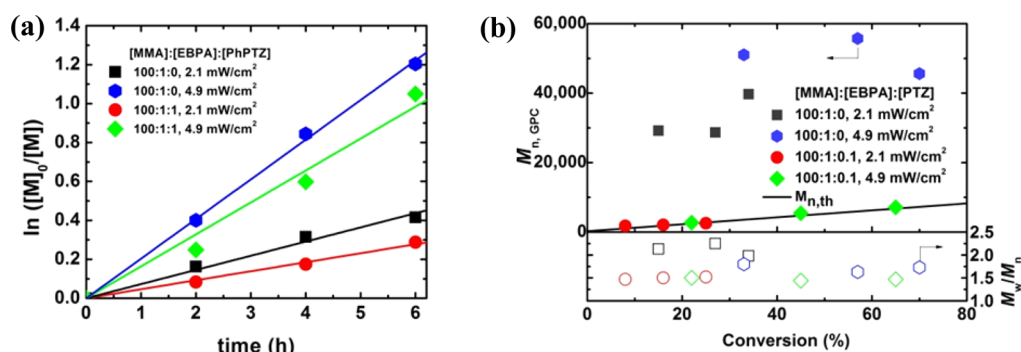 (a)
ln ([M]0/[M])
1.2
1.0
0.8
0.6
0.4
0.2
0.0
[MMA]:[EBPA]:[PhPTZ]
100:1:0, 2.1 mW/cm²
100:1:0, 4.9 mW/cm²
100:1:1, 2.1 mW/cm²
100:1:1, 4.9 mW/cm²
0 2 4 6
time (h)
(b)
Mn, GPC
60,000
40,000
20,000
0
[MMA]:[EBPA]:[PTZ]
100:1:0, 2.1 mW/cm²
100:1:0, 4.9 mW/cm²
100:1:0.1, 2.1 mW/cm²
100:1:0.1, 4.9 mW/cm²
Mn,th
2.5
2.0
1.5
1.0
Mw/Mn
0 20 40 60 80
Conversion (%)